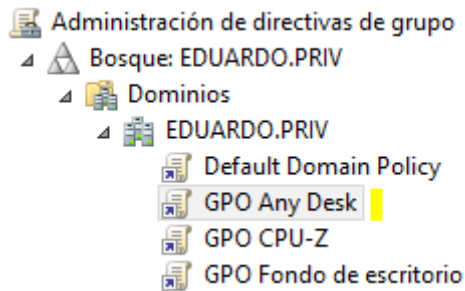 Administración de directivas de grupo
Bosque: EDUARDO.PRIV
Dominios
EDUARDO.PRIV
Default Domain Policy
GPO Any Desk
GPO CPU-Z
GPO Fondo de escritorio